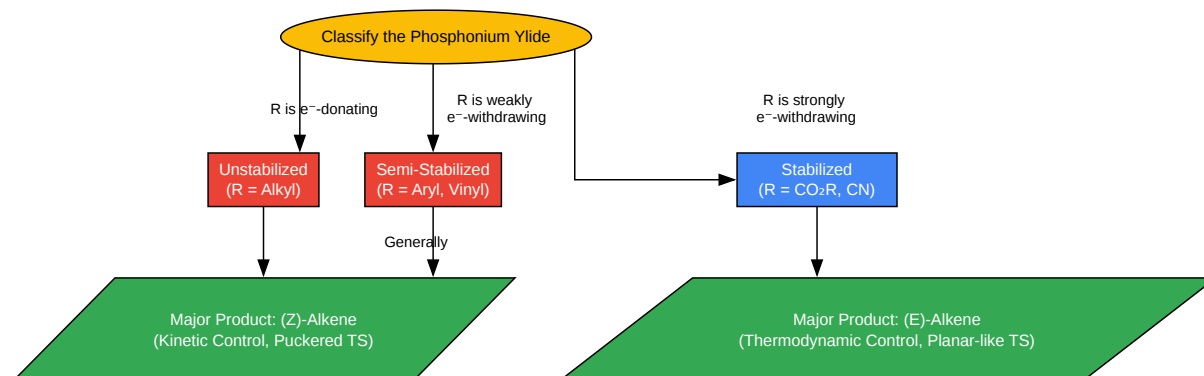 Classify the Phosphonium Ylide
R is e⁻-donating
R is weakly
e⁻-withdrawing
R is strongly
e⁻-withdrawing
Unstabilized
(R = Alkyl)
Semi-Stabilized
(R = Aryl, Vinyl)
Stabilized
(R = CO₂R, CN)
Generally
Major Product: (Z)-Alkene
(Kinetic Control, Puckered TS)
Major Product: (E)-Alkene
(Thermodynamic Control, Planar-like TS)